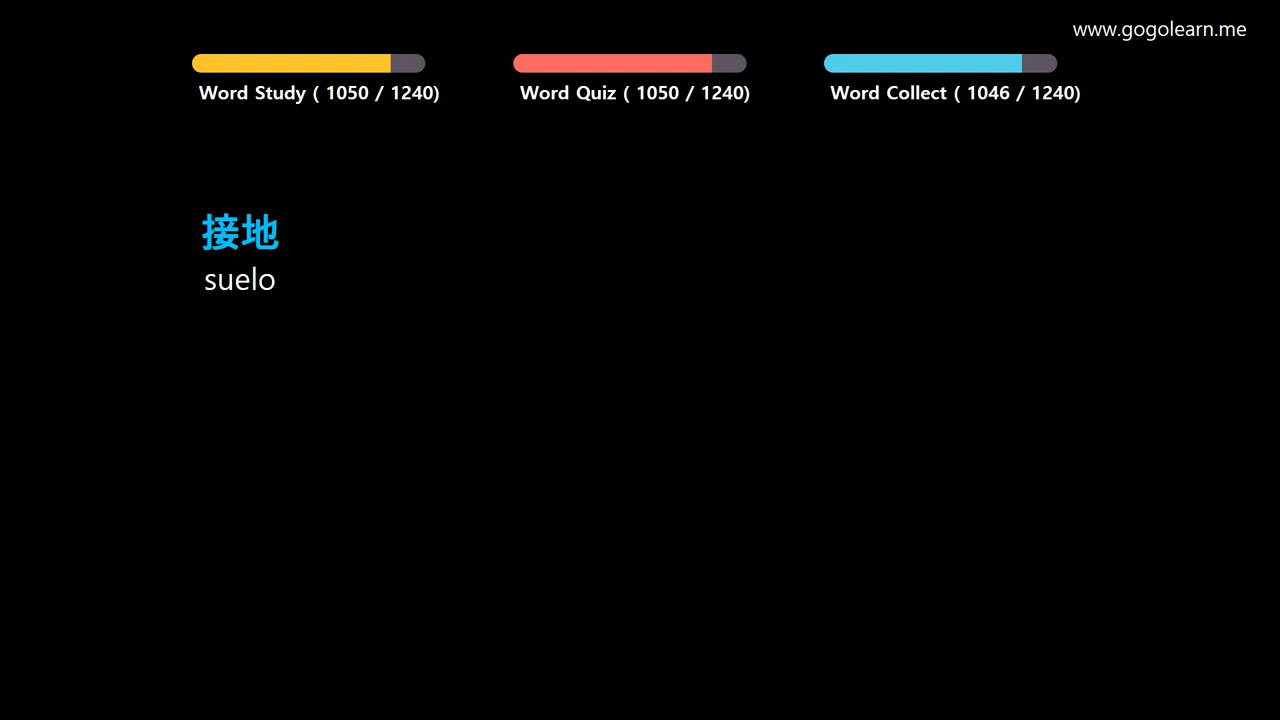 www.gogolearn.me
Word Study ( 1050 / 1240)
Word Quiz ( 1050 / 1240)
Word Collect ( 1046 / 1240)
接地
suelo